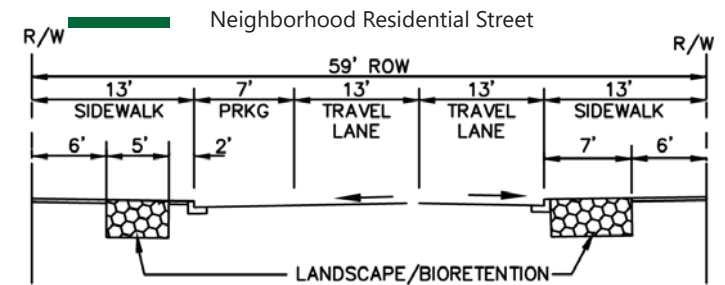 Neighborhood Residential Street
R/W R/W
59' ROW
13' 7' 13' 13' 13'
SIDEWALK PRKG TRAVEL LANE TRAVEL LANE SIDEWALK
6' 5' 2' 7' 6'
LANDSCAPE/BIORETENTION